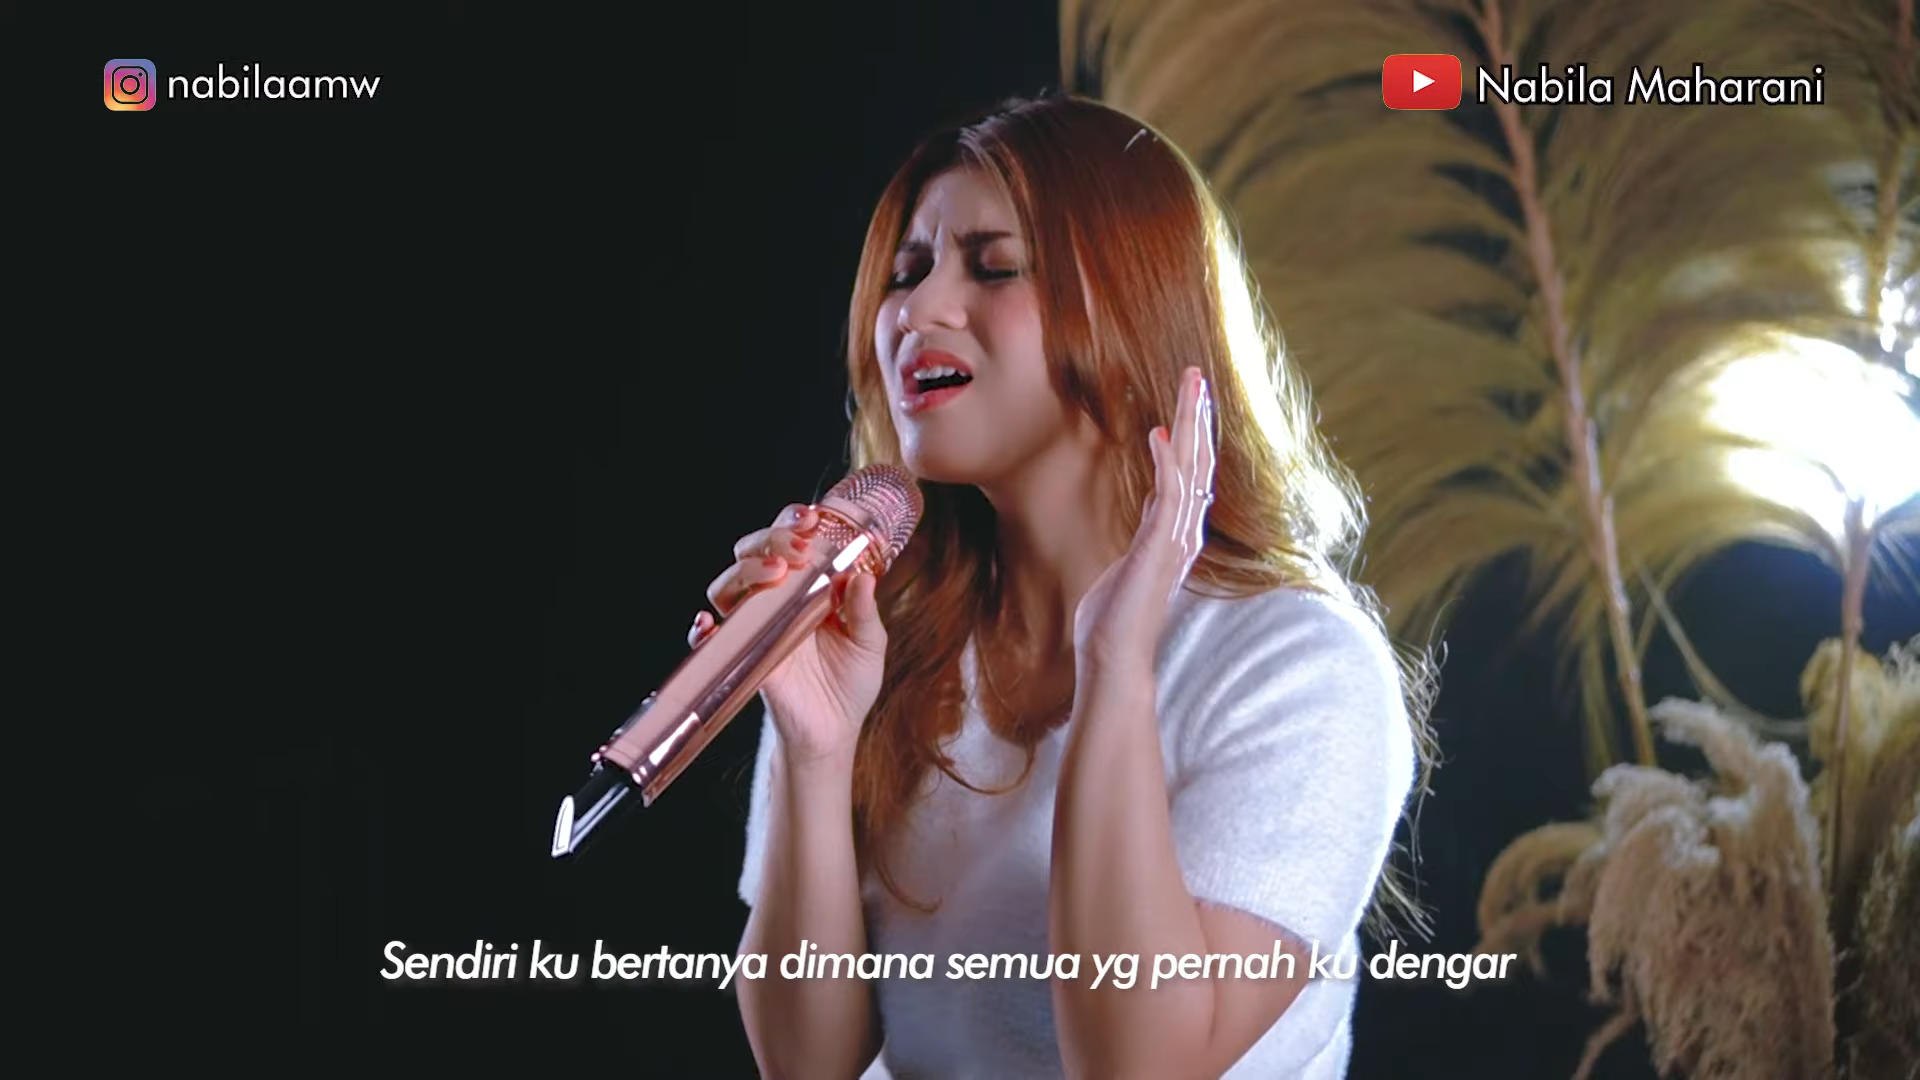 nabilaamw
Nabila Maharani
Sendiri ku bertanya dimana semua yg pernah ku dengar